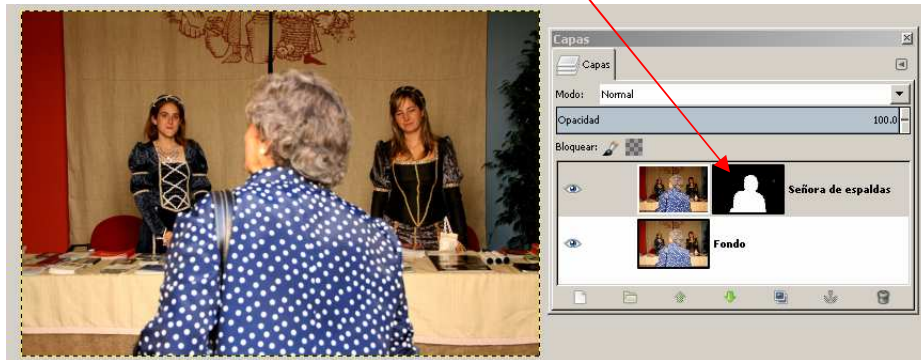 Capas
Capas
Modo: Normal
Opacidad 100.0
Bloquear:
Señora de espaldas
Fondo